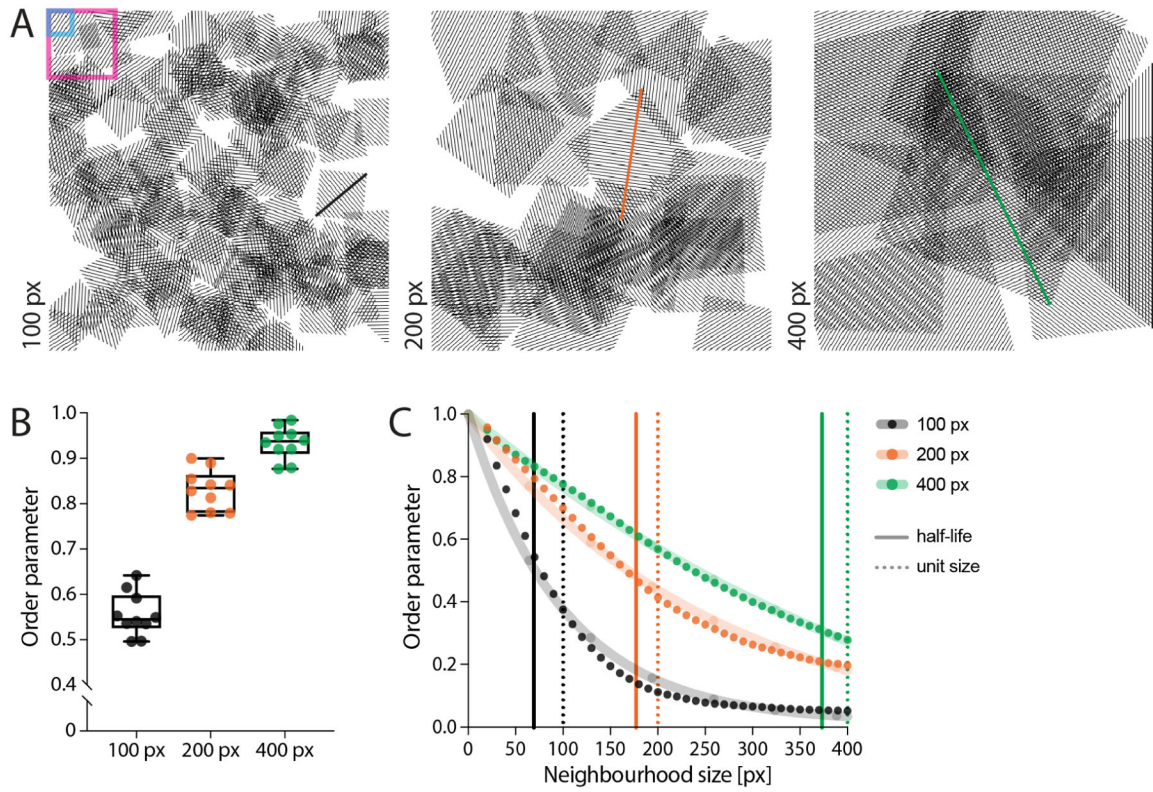 A
100 px
200 px
400 px
B
Order parameter
1.0
0.9
0.8
0.7
0.6
0.5
0.4
0
100 px
200 px
400 px
C
Order parameter
1.0
0.8
0.6
0.4
0.2
0.0
0
50
100
150
200
250
300
350
400
Neighbourhood size [px]
100 px
200 px
400 px
half-life
unit size